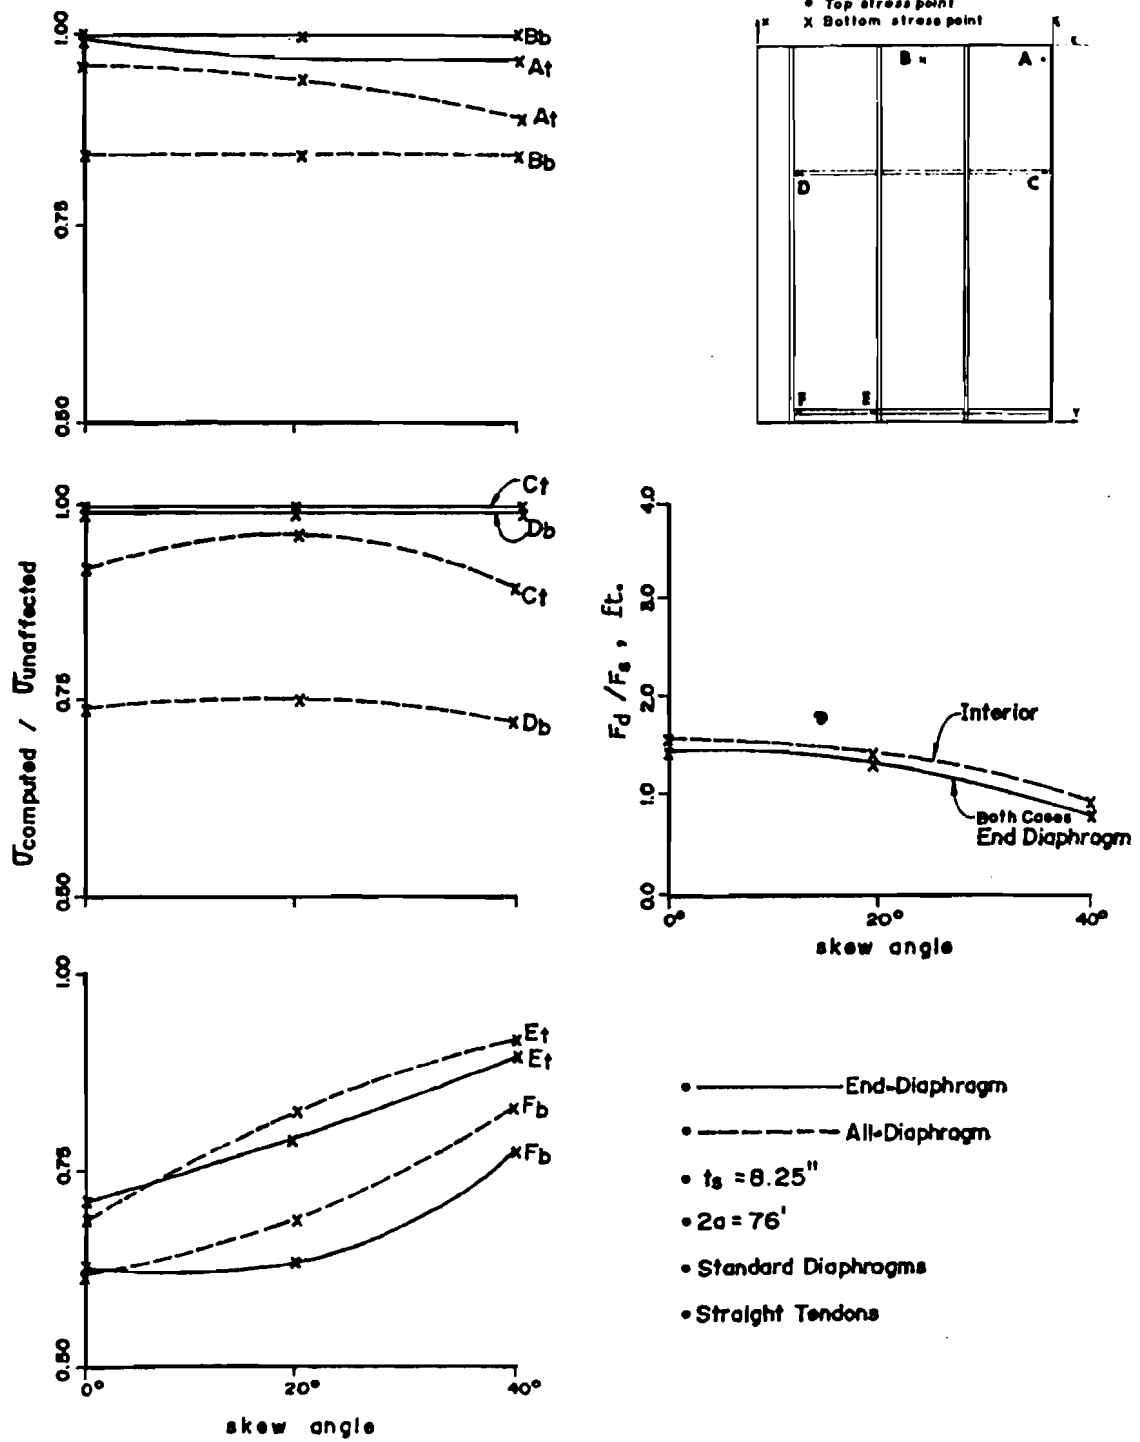 • Top stress point
x Bottom stress point
x
B
A
D
C
F
E
Y
1.00
0.75
0.50
Bb
At
At
Bb
1.00
0.75
0.50
Ct
Db
Ct
Db
σcomputed / σunaffected
4.0
3.0
2.0
1.0
0.0
Fd / Fs , ft.
Interior
Both Cases
End Diaphragm
0°
20°
40°
skew angle
1.00
0.75
0.50
Et
Et
Fb
Fb
0°
20°
40°
skew angle
• End-Diaphragm
• All-Diaphragm
• ts = 8.25"
• 2a = 76'
• Standard Diaphragms
• Straight Tendons